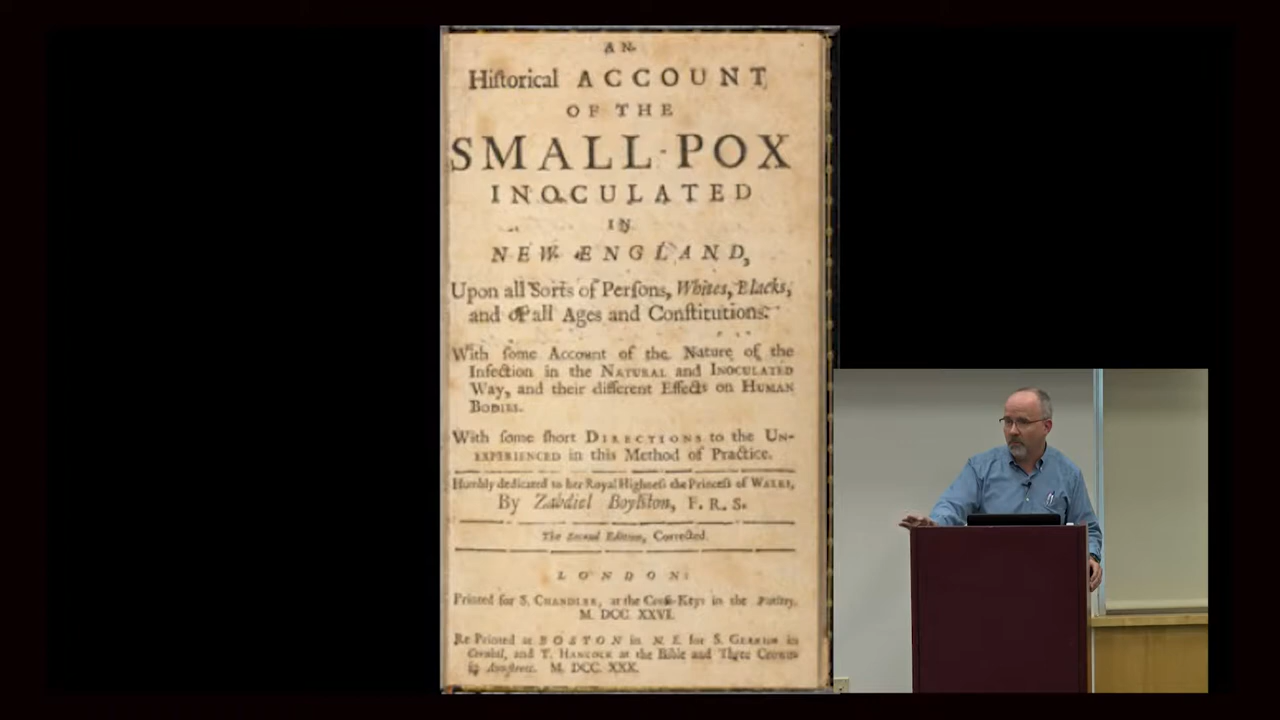 AN
Hiſtorical ACCOUNT
OF THE
SMALL-POX
INOCULATED
IN
NEW ENGLAND,
Upon all Sorts of Perſons, Whites, Blacks,
and of all Ages and Conſtitutions.
With ſome Account of the Nature of the
Infection in the NATURAL and INOCULATED
Way, and their different Effects on HUMAN
BODIES.
With ſome ſhort DIRECTIONS to the UN-
EXPERIENCED in this Method of Practice.
Humbly dedicated to her Royal Highneſs the Princeſs of WALES,
By Zabdiel Boylſton, F. R. S.
The Second Edition, Corrected.
LONDON:
Printed for S. CHANDLER, at the Croſs-Keys in the Poultry.
M. DCC. XXVI.
Re-Printed at BOSTON in N. E. for S. GERRISH in
Cornhil, and T. HANCOCK at the Bible and Three Crowns
in Annſtreet. M. DCC. XXX.